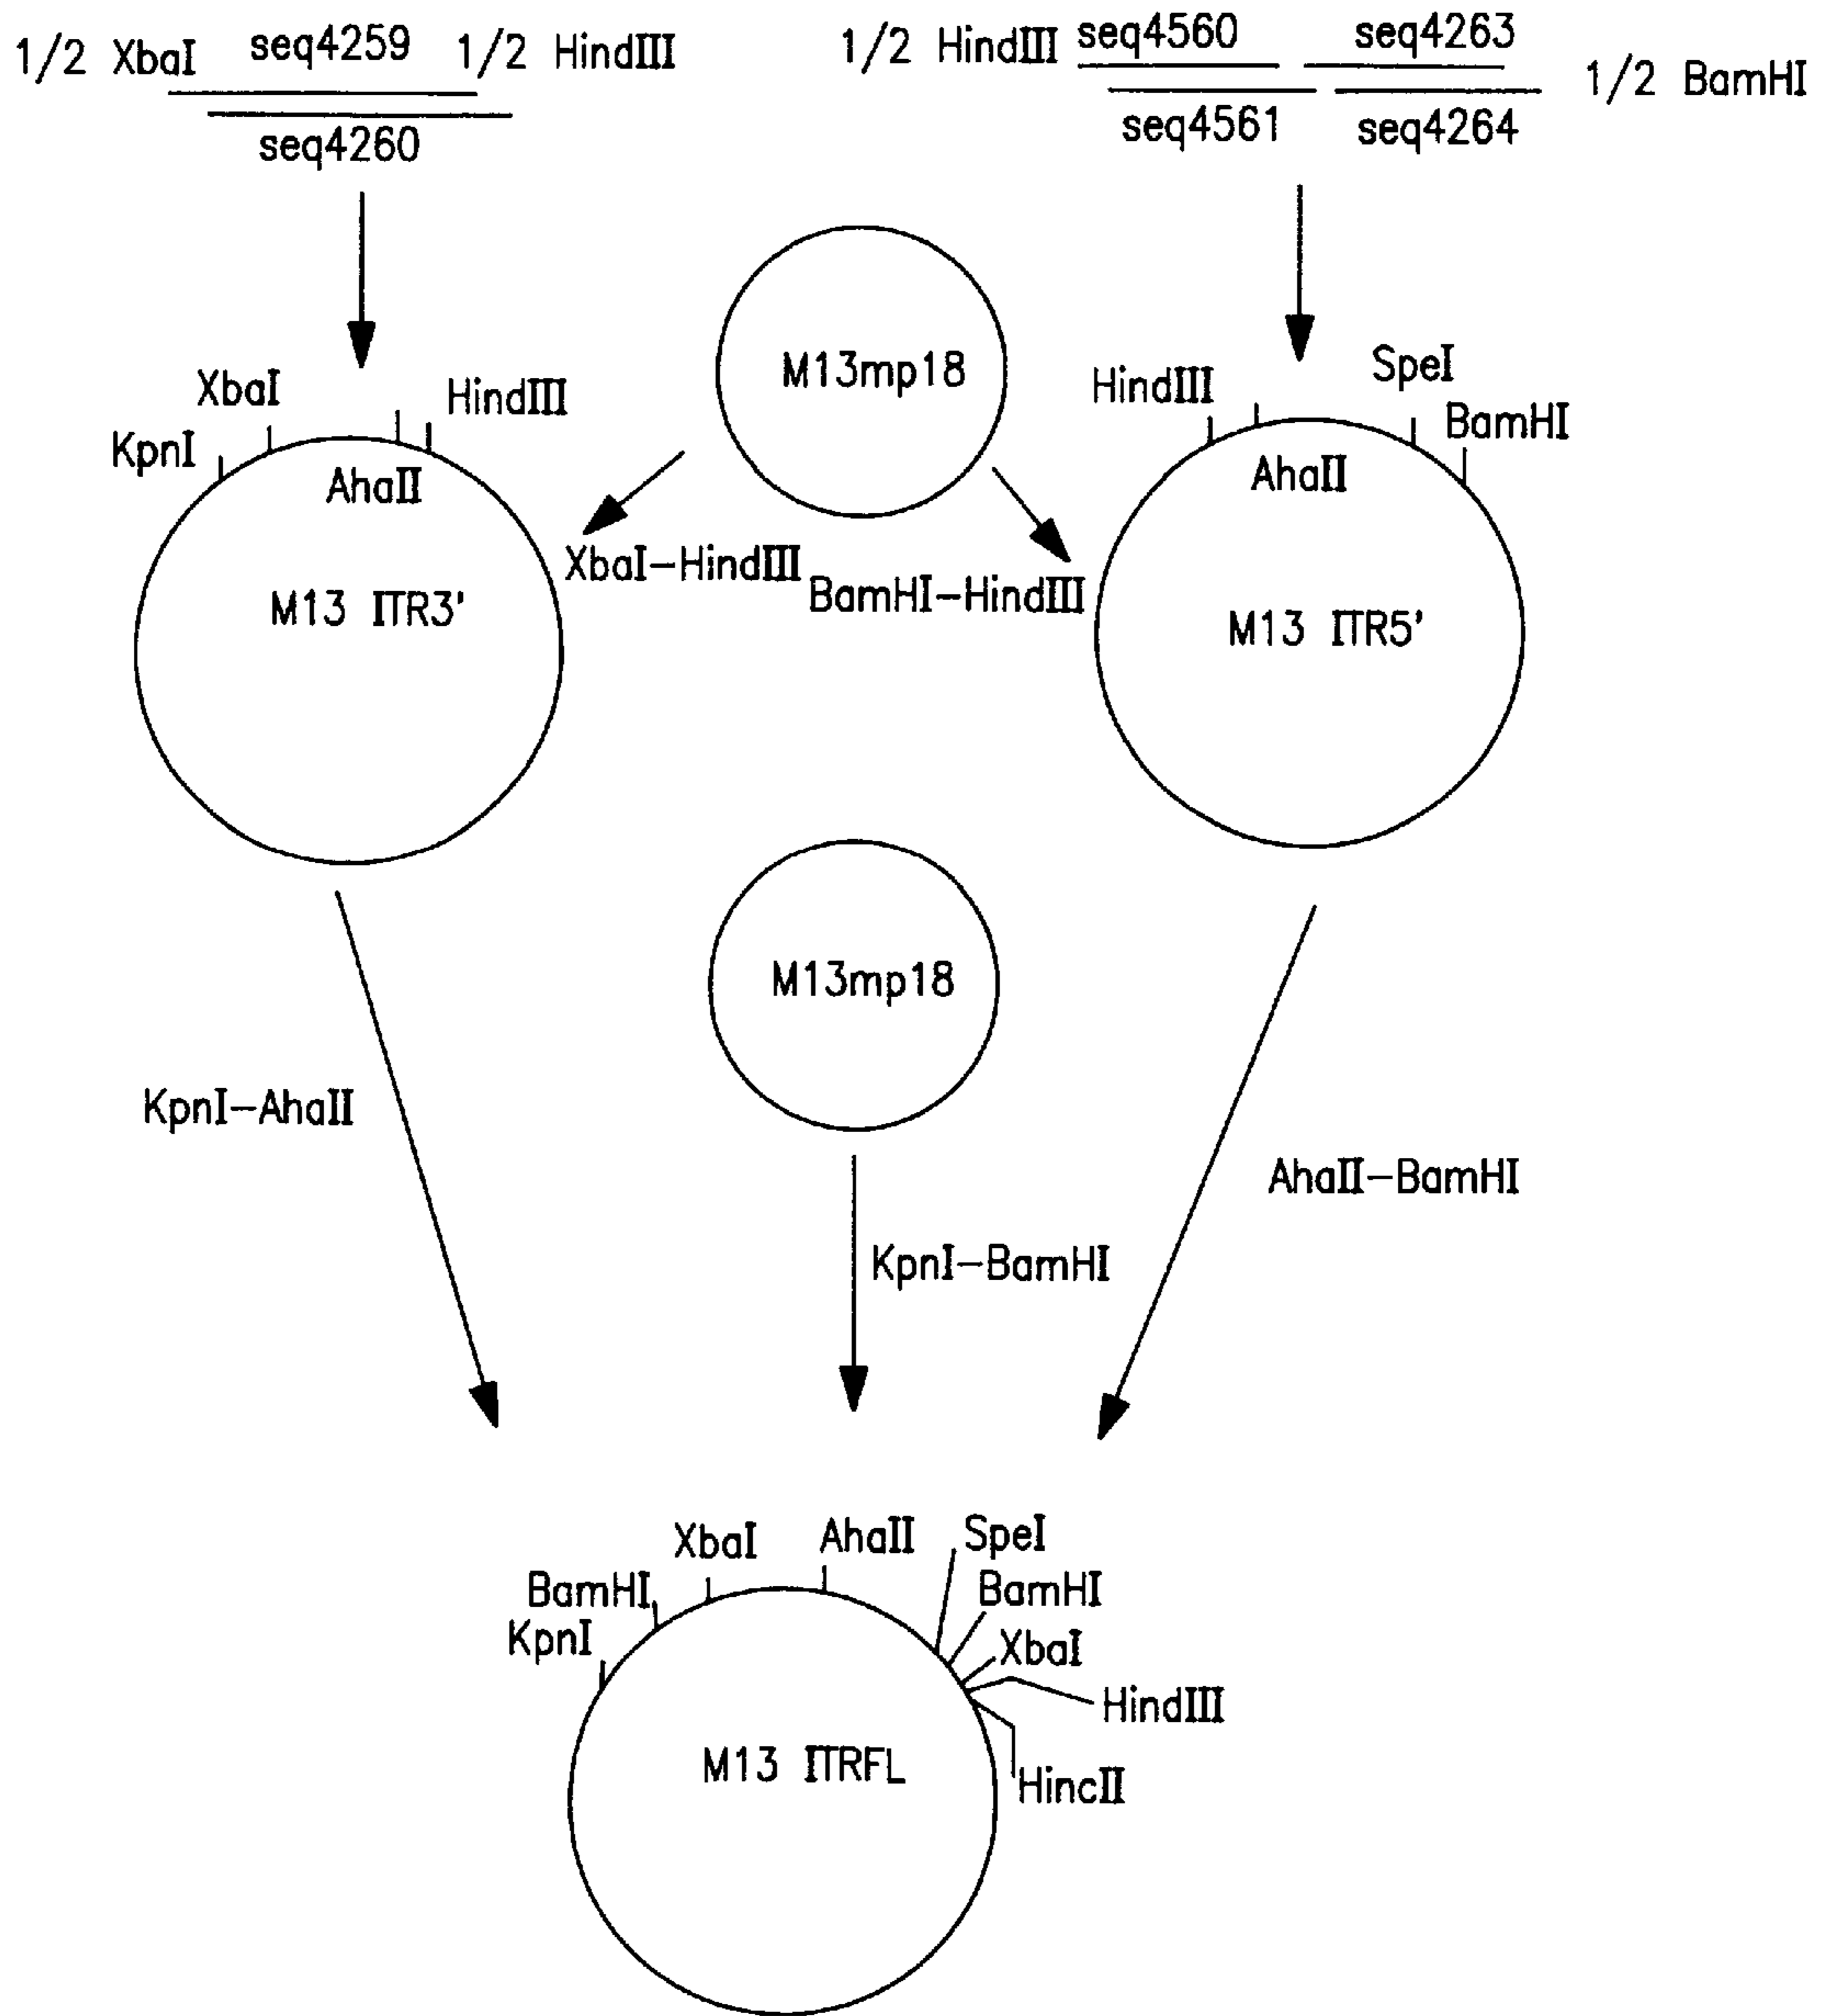 1/2 XbaI seq4259 1/2 HindIII
seq4260
1/2 HindIII seq4560 seq4263 1/2 BamHI
seq4561 seq4264
M13mp18
KpnI
XbaI
AhaII
HindIII
M13 ITR3'
XbaI-HindIII
BamHI-HindIII
HindIII
AhaII
SpeI
BamHI
M13 ITR5'
M13mp18
KpnI-AhaII
KpnI-BamHI
AhaII-BamHI
KpnI
BamHI
XbaI
AhaII
SpeI
BamHI
XbaI
HindIII
HincII
M13 ITRFL